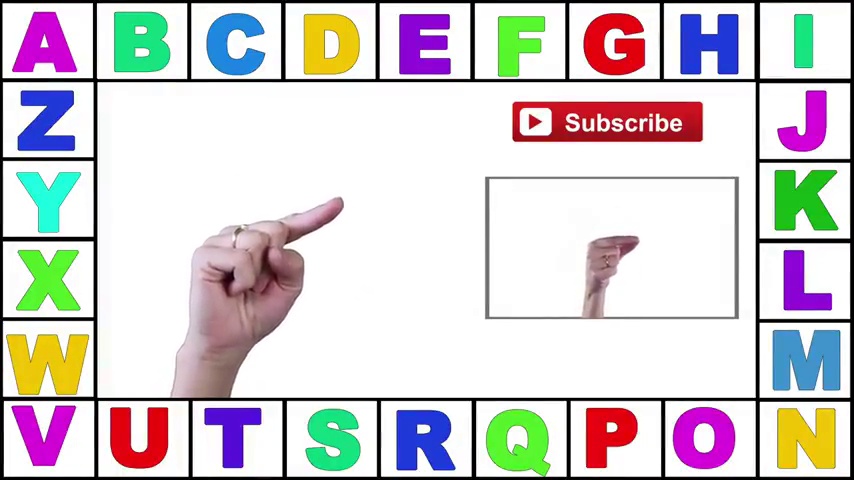 A B C D E F G H I
Z Subscribe J
Y K
X L
W M
V U T S R Q P O N